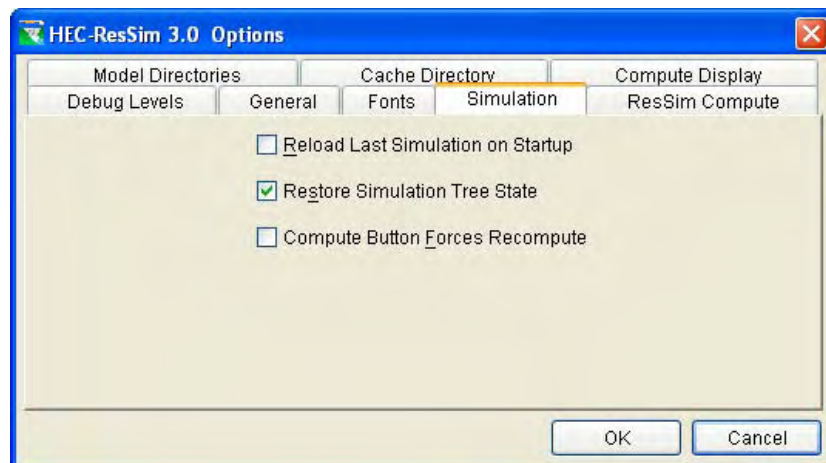 HEC-ResSim 3.0 Options
Model Directories Cache Directory Compute Display
Debug Levels General Fonts Simulation ResSim Compute
Reload Last Simulation on Startup
Restore Simulation Tree State
Compute Button Forces Recompute
OK Cancel